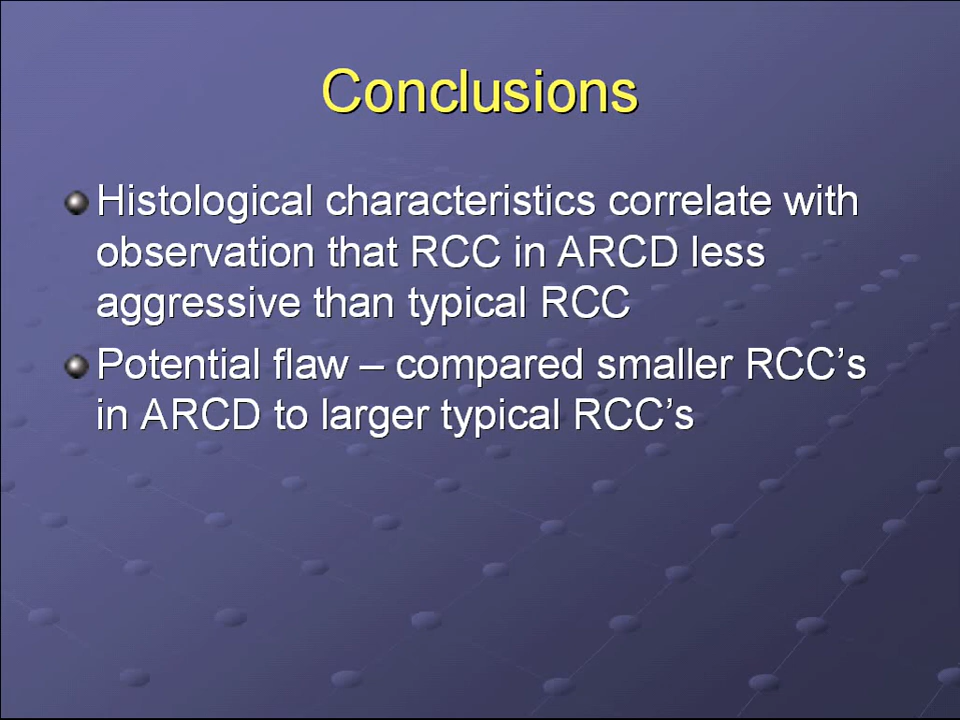 Conclusions
Histological characteristics correlate with
observation that RCC in ARCD less
aggressive than typical RCC
Potential flaw – compared smaller RCC’s
in ARCD to larger typical RCC’s